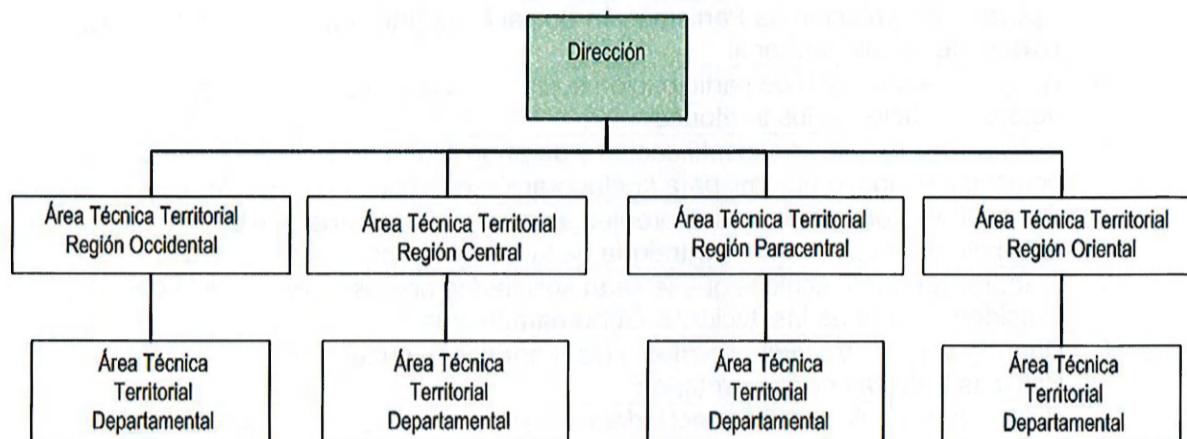 Dirección
Área Técnica Territorial
Región Occidental
Área Técnica Territorial
Región Central
Área Técnica Territorial
Región Paracentral
Área Técnica Territorial
Región Oriental
Área Técnica
Territorial
Departamental
Área Técnica
Territorial
Departamental
Área Técnica
Territorial
Departamental
Área Técnica
Territorial
Departamental